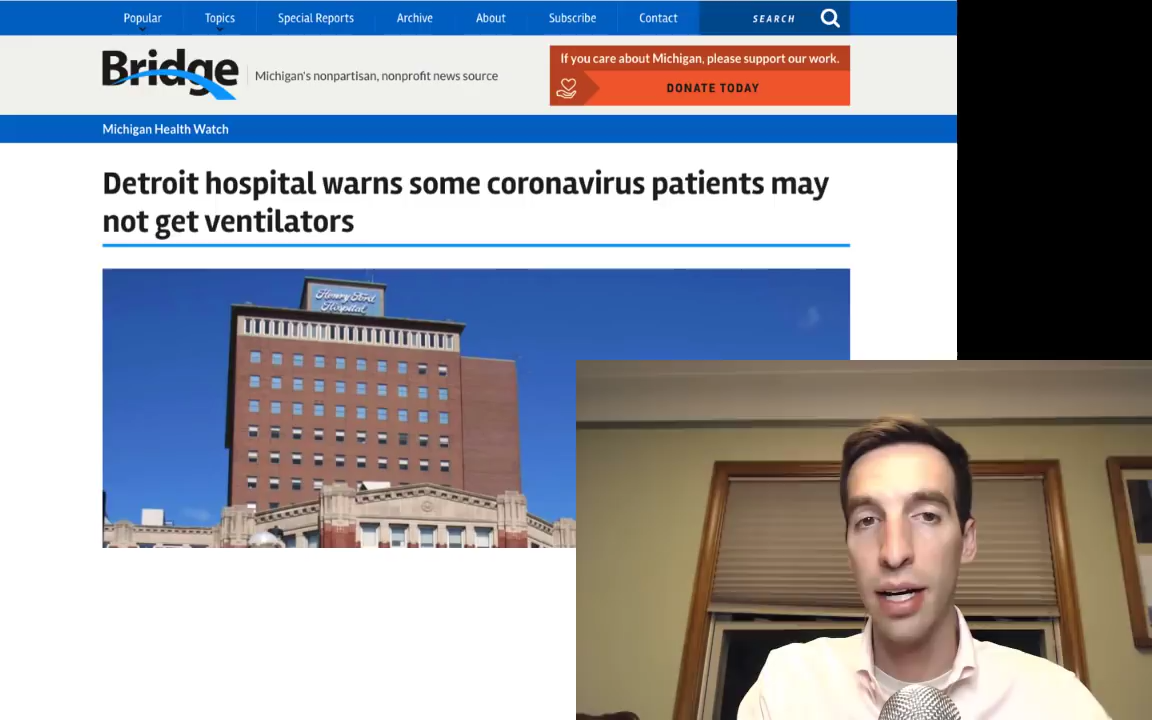 Popular Topics Special Reports Archive About Subscribe Contact SEARCH
Bridge
Michigan's nonpartisan, nonprofit news source
If you care about Michigan, please support our work.
DONATE TODAY
Michigan Health Watch
Detroit hospital warns some coronavirus patients may
not get ventilators
Henry Ford
Hospital